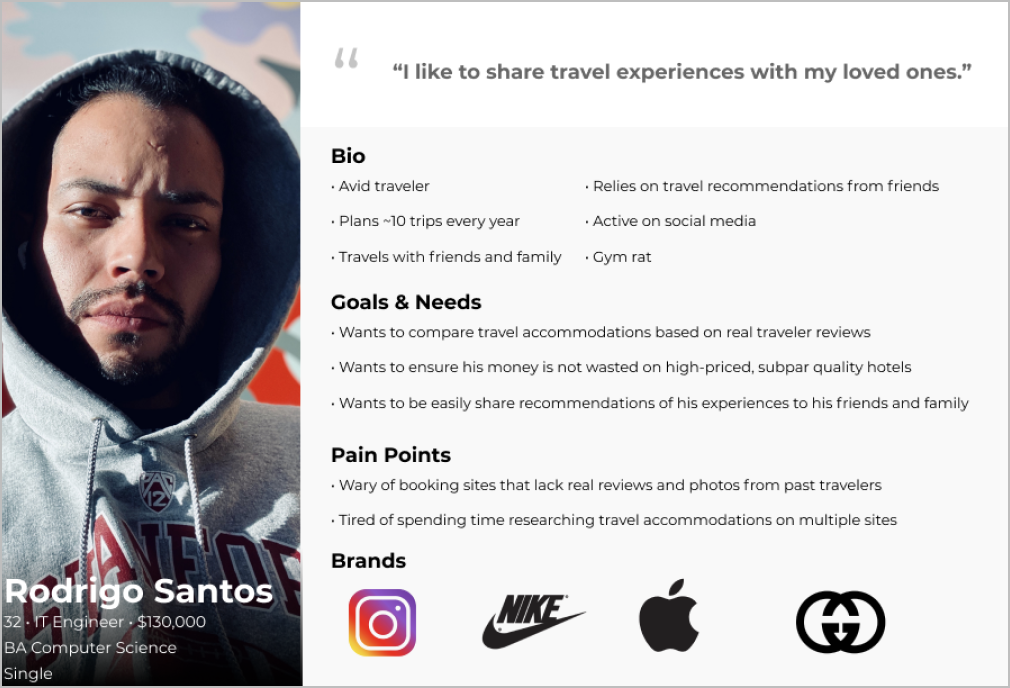 “
“I like to share travel experiences with my loved ones.”
Bio
• Avid traveler
• Plans ~10 trips every year
• Travels with friends and family
• Relies on travel recommendations from friends
• Active on social media
• Gym rat
Goals & Needs
• Wants to compare travel accommodations based on real traveler reviews
• Wants to ensure his money is not wasted on high-priced, subpar quality hotels
• Wants to be easily share recommendations of his experiences to his friends and family
Pain Points
• Wary of booking sites that lack real reviews and photos from past travelers
• Tired of spending time researching travel accommodations on multiple sites
Brands
NIKE
PAC
12
STANFOR
Rodrigo Santos
32 • IT Engineer • $130,000
BA Computer Science
Single